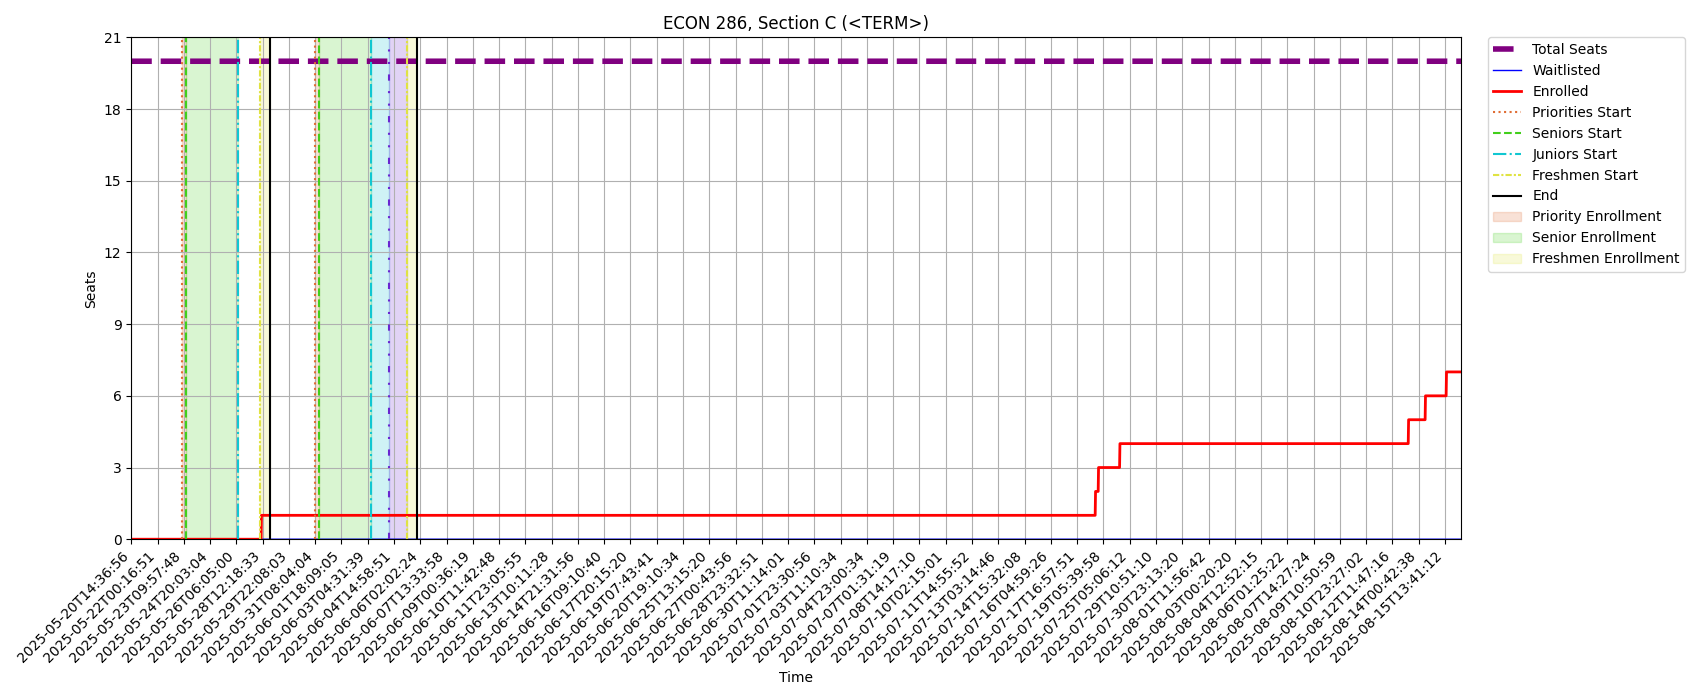 ECON 286, Section C (<TERM>)
21
18
15
12
9
6
3
0
Seats
Total Seats
Waitlisted
Enrolled
Priorities Start
Seniors Start
Juniors Start
Freshmen Start
End
Priority Enrollment
Senior Enrollment
Freshmen Enrollment
2025-05-20T14:36:56
2025-05-22T00:16:51
2025-05-23T09:57:48
2025-05-24T20:03:04
2025-05-26T06:05:00
2025-05-28T12:18:33
2025-05-29T22:08:03
2025-05-31T08:04:04
2025-06-01T18:09:05
2025-06-03T04:31:39
2025-06-04T14:58:51
2025-06-06T02:02:24
2025-06-07T13:33:58
2025-06-09T00:36:19
2025-06-10T11:42:48
2025-06-11T23:05:55
2025-06-13T10:11:28
2025-06-14T21:31:56
2025-06-16T09:10:40
2025-06-17T20:15:20
2025-06-19T07:43:41
2025-06-20T19:10:34
2025-06-25T13:15:20
2025-06-27T00:43:56
2025-06-28T23:32:51
2025-06-30T11:14:01
2025-07-01T23:30:56
2025-07-03T11:10:34
2025-07-04T23:00:34
2025-07-07T01:31:19
2025-07-08T14:17:10
2025-07-10T02:15:01
2025-07-11T14:55:52
2025-07-13T03:14:46
2025-07-14T15:32:08
2025-07-16T04:59:26
2025-07-17T16:57:51
2025-07-19T05:39:58
2025-07-25T05:06:12
2025-07-29T10:51:10
2025-07-30T23:13:20
2025-08-01T11:56:42
2025-08-03T00:20:20
2025-08-04T12:52:15
2025-08-06T01:25:22
2025-08-07T14:27:24
2025-08-09T10:50:59
2025-08-10T23:27:02
2025-08-12T11:47:16
2025-08-14T00:42:38
2025-08-15T13:41:12
Time